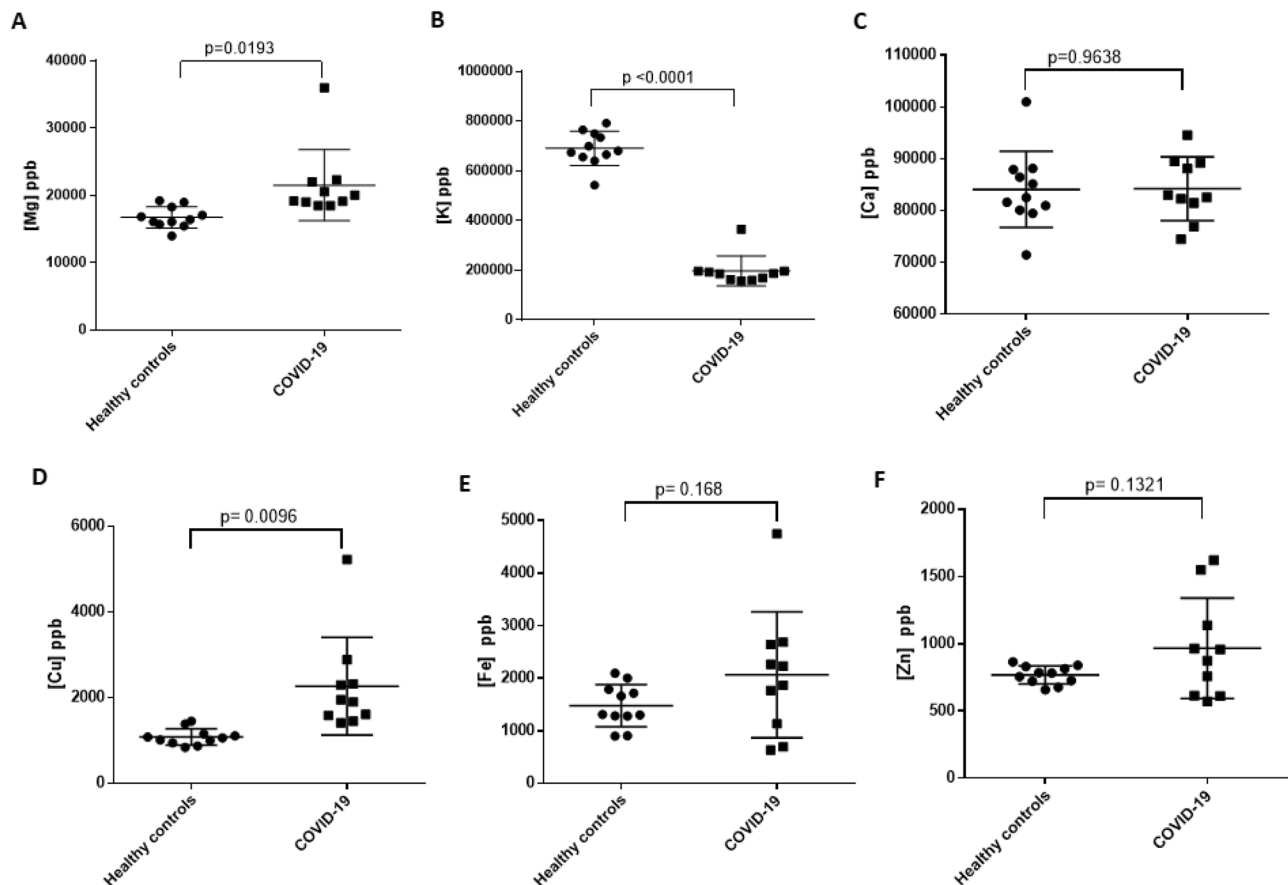 A
p=0.0193
[Mg] ppb
40000
30000
20000
10000
0
Healthy controls
COVID-19
B
p <0.0001
[K] ppb
1000000
800000
600000
400000
200000
0
Healthy controls
COVID-19
C
p=0.9638
[Ca] ppb
110000
100000
90000
80000
70000
60000
Healthy controls
COVID-19
D
p= 0.0096
[Cu] ppb
6000
4000
2000
0
Healthy controls
COVID-19
E
p= 0.168
[Fe] ppb
5000
4000
3000
2000
1000
0
Healthy controls
COVID-19
F
p= 0.1321
[Zn] ppb
2000
1500
1000
500
0
Healthy controls
COVID-19